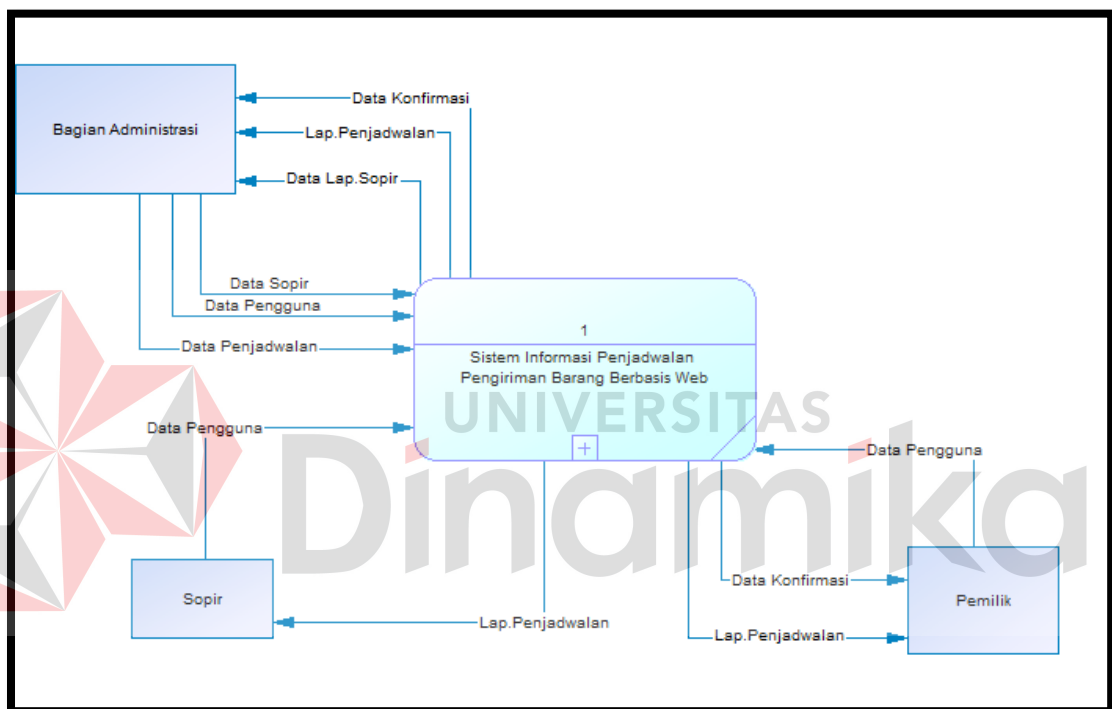 Data Konfirmasi
Bagian Administrasi
Lap.Penjadwalan
Data Lap.Sopir
Data Sopir
Data Pengguna
Data Penjadwalan
1
Sistem Informasi Penjadwalan
Pengiriman Barang Berbasis Web
UNIVERSITAS
Dinamika
Data Pengguna
Data Pengguna
Data Konfirmasi
Sopir
Pemilik
Lap.Penjadwalan
Lap.Penjadwalan